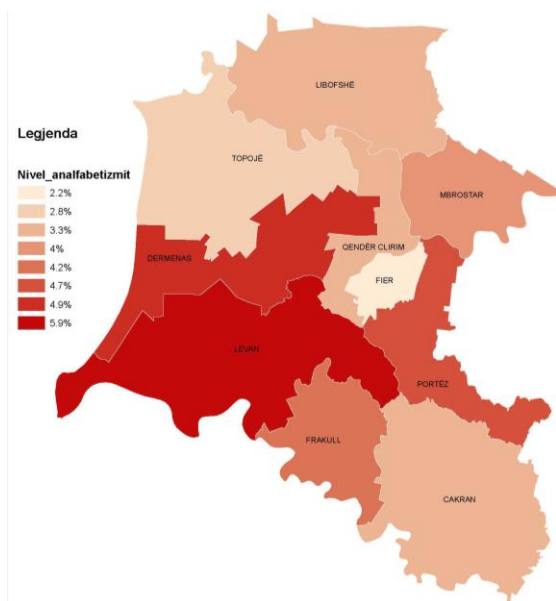 Legjenda
Nivel_analfabetizmit
2.2%
2.8%
3.3%
4%
4.2%
4.7%
4.9%
5.9%
LIBOFSHË
TOPOJË
MBROSTAR
QENDËR CLIRIM
DERMENAS
FIER
LEVAN
PORTËZ
FRAKULL
CAKRAN